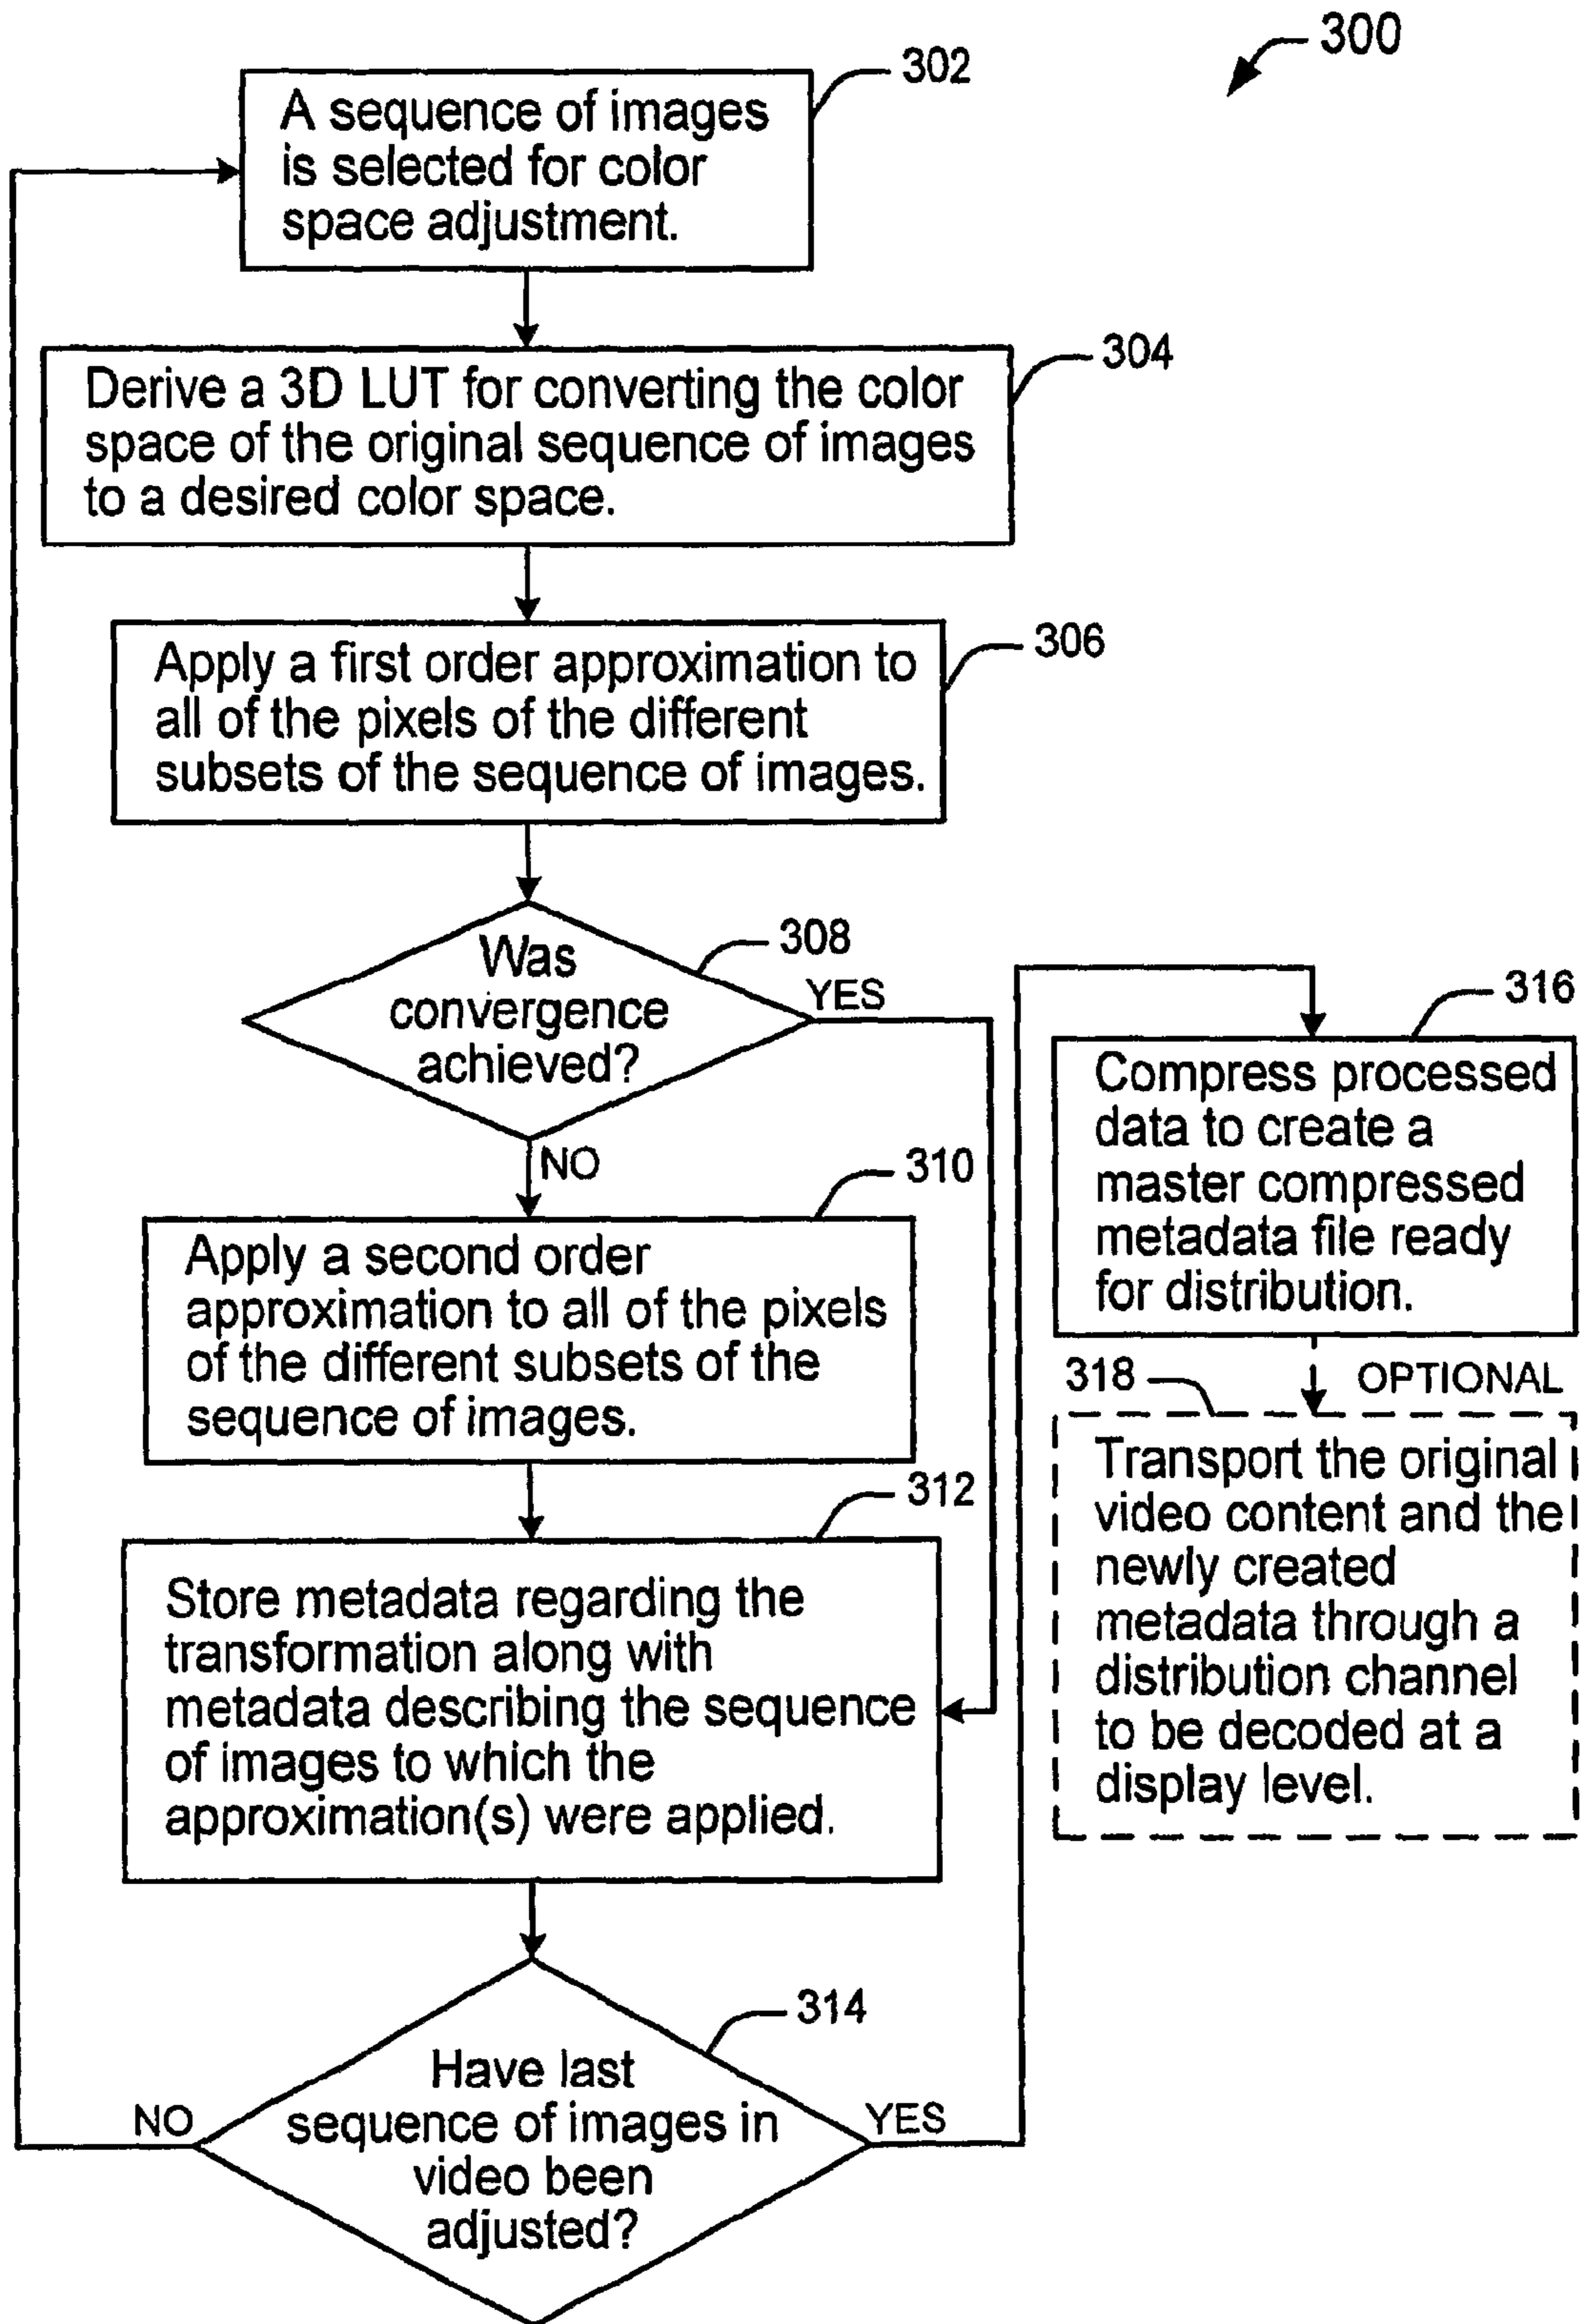 300
302
A sequence of images
is selected for color
space adjustment.
304
Derive a 3D LUT for converting the color
space of the original sequence of images
to a desired color space.
306
Apply a first order approximation to
all of the pixels of the different
subsets of the sequence of images.
308
Was
convergence
achieved?
YES
NO
310
Apply a second order
approximation to all of the pixels
of the different subsets of the
sequence of images.
312
Store metadata regarding the
transformation along with
metadata describing the sequence
of images to which the
approximation(s) were applied.
314
Have last
sequence of images in
video been
adjusted?
NO
YES
316
Compress processed
data to create a
master compressed
metadata file ready
for distribution.
318
OPTIONAL
Transport the original
video content and the
newly created
metadata through a
distribution channel
to be decoded at a
display level.